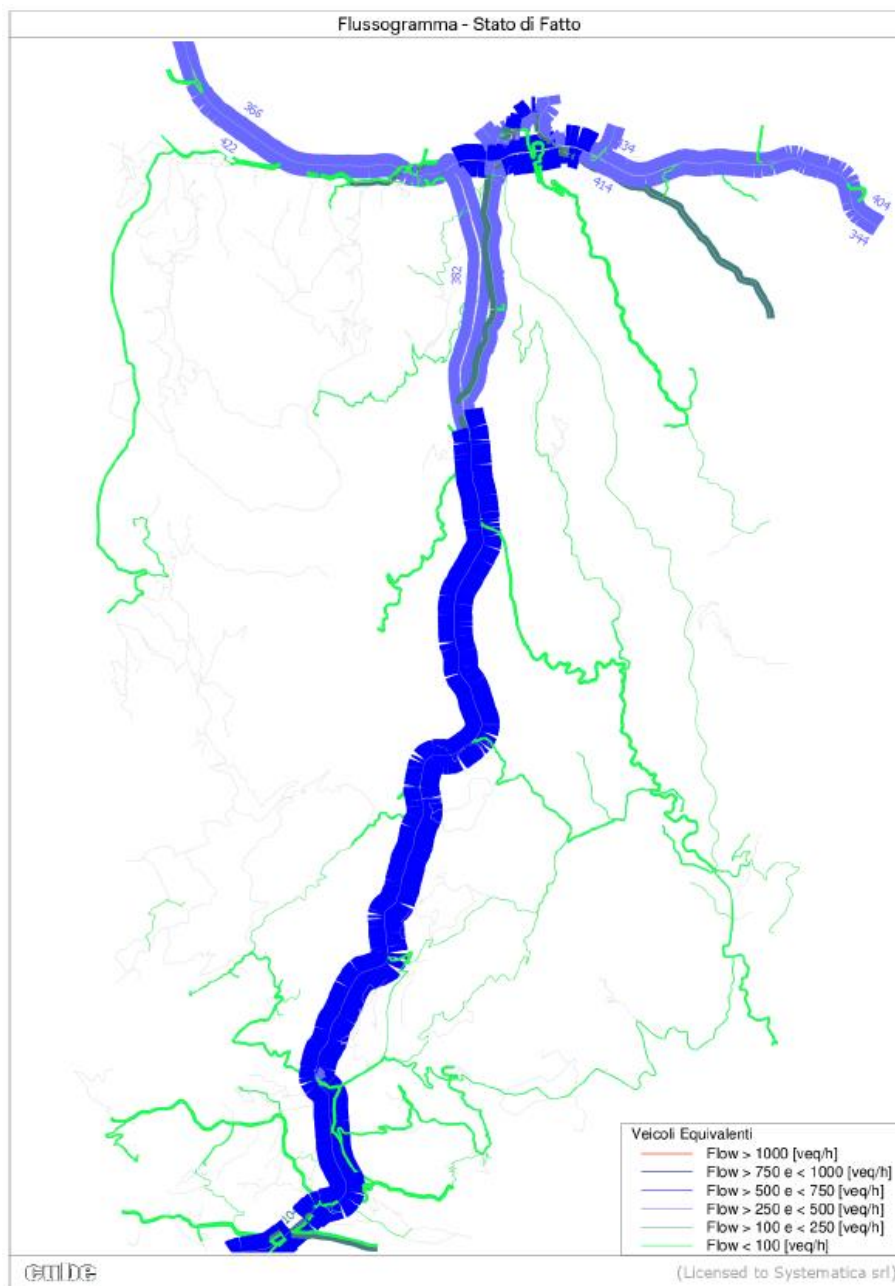 Flussogramma - Stato di Fatto
366
422
434
414
404
344
382
104
Veicoli Equivalenti
Flow > 1000 [veq/h]
Flow > 750 e < 1000 [veq/h]
Flow > 500 e < 750 [veq/h]
Flow > 250 e < 500 [veq/h]
Flow > 100 e < 250 [veq/h]
Flow < 100 [veq/h]
cube
(Licensed to Systematica srl)